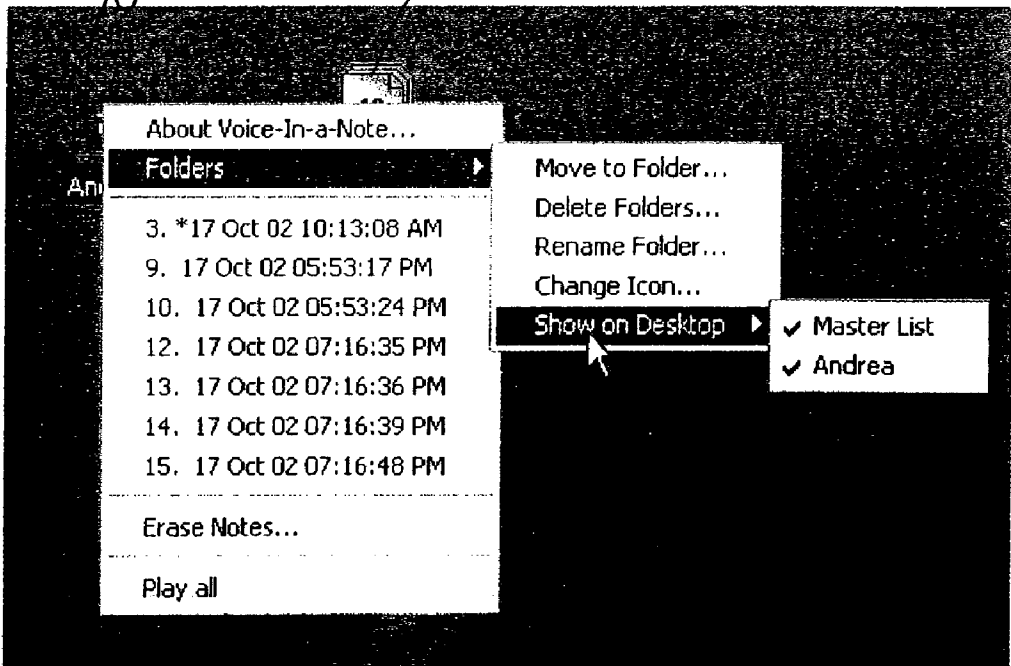 About Voice-In-a-Note...
Folders
3. *17 Oct 02 10:13:08 AM
9. 17 Oct 02 05:53:17 PM
10. 17 Oct 02 05:53:24 PM
12. 17 Oct 02 07:16:35 PM
13. 17 Oct 02 07:16:36 PM
14. 17 Oct 02 07:16:39 PM
15. 17 Oct 02 07:16:48 PM
Erase Notes...
Play all
Move to Folder...
Delete Folders...
Rename Folder...
Change Icon...
Show on Desktop
Master List
Andrea